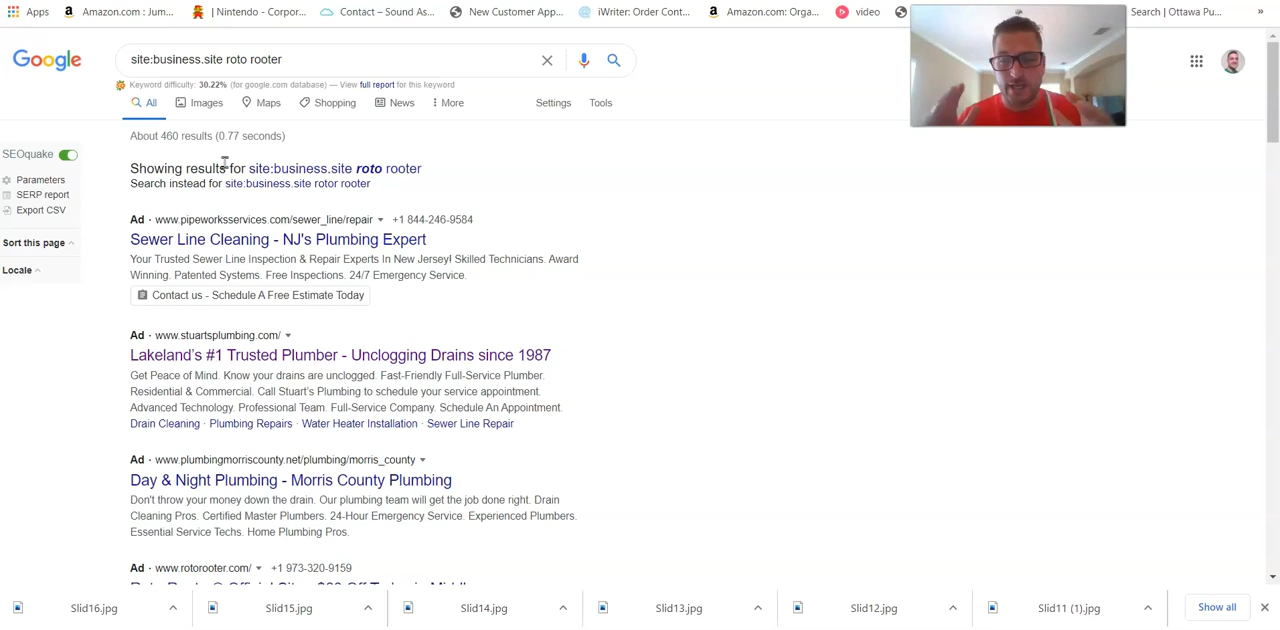 Apps
Amazon.com : Jum...
| Nintendo - Corpor...
Contact – Sound As...
New Customer App...
iWriter: Order Cont...
Amazon.com: Orga...
video
Search | Ottawa Pu...
»
Google
site:business.site roto rooter
Keyword difficulty: 30.22% (for google.com database) — View full report for this keyword
All
Images
Maps
Shopping
News
More
Settings
Tools
About 460 results (0.77 seconds)
SEOquake
Parameters
SERP report
Export CSV
Sort this page
Locale
Showing results for site:business.site roto rooter
Search instead for site:business.site rotor rooter
Ad · www.pipeworksservices.com/sewer_line/repair +1 844-246-9584
Sewer Line Cleaning - NJ's Plumbing Expert
Your Trusted Sewer Line Inspection & Repair Experts In New Jersey! Skilled Technicians. Award
Winning. Patented Systems. Free Inspections. 24/7 Emergency Service.
Contact us - Schedule A Free Estimate Today
Ad · www.stuartsplumbing.com/
Lakeland's #1 Trusted Plumber - Unclogging Drains since 1987
Get Peace of Mind. Know your drains are unclogged. Fast-Friendly Full-Service Plumber.
Residential & Commercial. Call Stuart's Plumbing to schedule your service appointment.
Advanced Technology. Professional Team. Full-Service Company. Schedule An Appointment.
Drain Cleaning · Plumbing Repairs · Water Heater Installation · Sewer Line Repair
Ad · www.plumbingmorriscounty.net/plumbing/morris_county
Day & Night Plumbing - Morris County Plumbing
Don't throw your money down the drain. Our plumbing team will get the job done right. Drain
Cleaning Pros. Certified Master Plumbers. 24-Hour Emergency Service. Experienced Plumbers.
Essential Service Techs. Home Plumbing Pros.
Ad · www.rotorooter.com/ +1 973-320-9159
Slid16.jpg
Slid15.jpg
Slid14.jpg
Slid13.jpg
Slid12.jpg
Slid11 (1).jpg
Show all